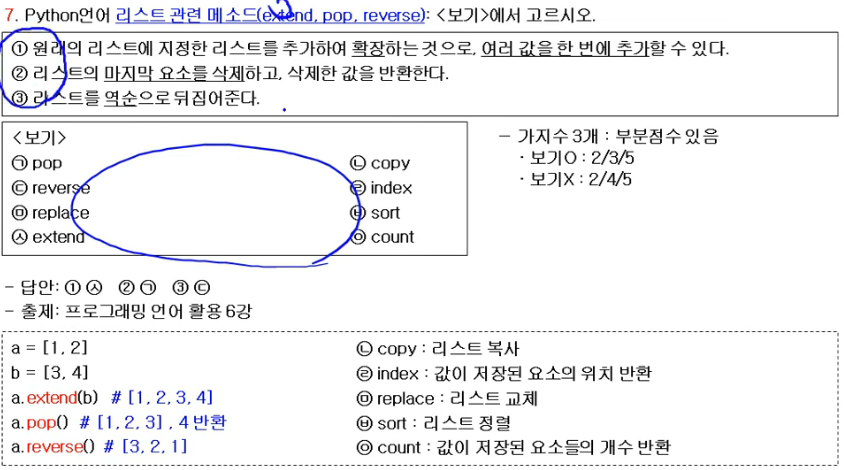 7. Python언어 리스트 관련 메소드(extend, pop, reverse): <보기>에서 고르시오.
① 원래의 리스트에 지정한 리스트를 추가하여 확장하는 것으로, 여러 값을 한 번에 추가할 수 있다.
② 리스트의 마지막 요소를 삭제하고, 삭제한 값을 반환한다.
③ 리스트를 역순으로 뒤집어준다.
<보기>
㉠ pop ㉡ copy
㉢ reverse ㉣ index
㉤ replace ㉥ sort
㉦ extend ㉧ count
- 가지수 3개 : 부분점수 있음
· 보기O : 2/3/5
· 보기X : 2/4/5
- 답안: ① ㉦ ② ㉠ ③ ㉢
- 출제: 프로그래밍 언어 활용 6강
a = [1, 2]
b = [3, 4]
a.extend(b) # [1, 2, 3, 4]
a.pop() # [1, 2, 3] , 4 반환
a.reverse() # [3, 2, 1]
㉡ copy : 리스트 복사
㉣ index : 값이 저장된 요소의 위치 반환
㉤ replace : 리스트 교체
㉥ sort : 리스트 정렬
㉧ count : 값이 저장된 요소들의 개수 반환